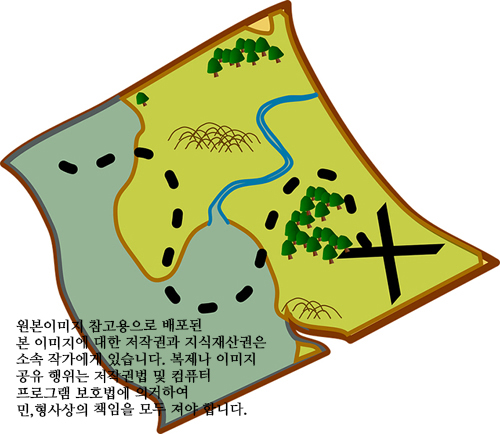 원본이미지 참고용으로 배포된
본 이미지에 대한 저작권과 지식재산권은
소속 작가에게 있습니다. 복제나 이미지
공유 행위는 저작권법 및 컴퓨터
프로그램 보호법에 의거하여
민,형사상의 책임을 모두 져야 합니다.